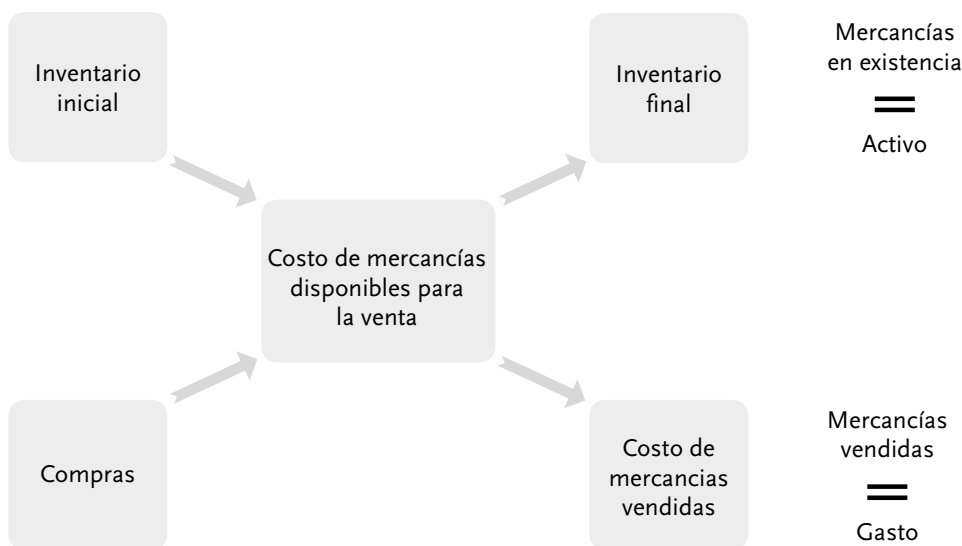 Inventario
inicial
Inventario
final
Mercancías
en existencia
=
Activo
Costo de mercancías
disponibles para
la venta
Compras
Costo de
mercancias
vendidas
Mercancías
vendidas
=
Gasto